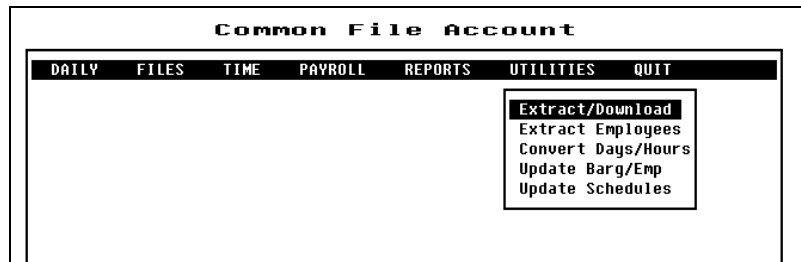 Common File Account
DAILY FILES TIME PAYROLL REPORTS UTILITIES QUIT
Extract/Download
Extract Employees
Convert Days/Hours
Update Barg/Emp
Update Schedules